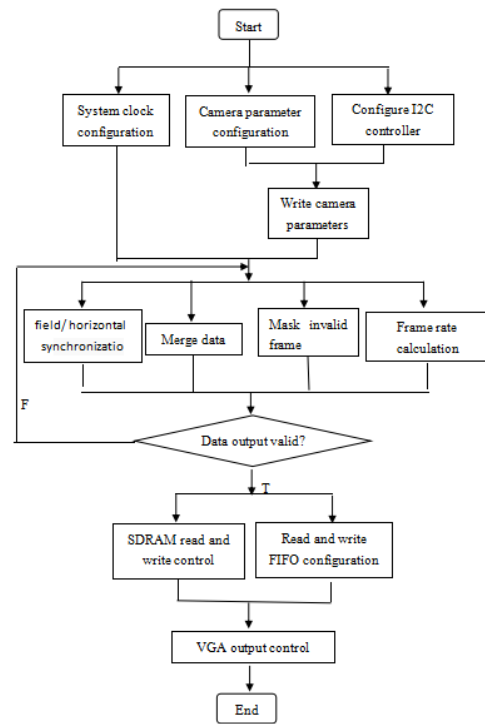 Start
System clock
configuration
Camera parameter
configuration
Configure I2C
controller
Write camera
parameters
field/ horizontal
synchronizatio
Merge data
Mask invalid
frame
Frame rate
calculation
F
Data output valid?
T
SDRAM read and
write control
Read and write
FIFO configuration
VGA output control
End